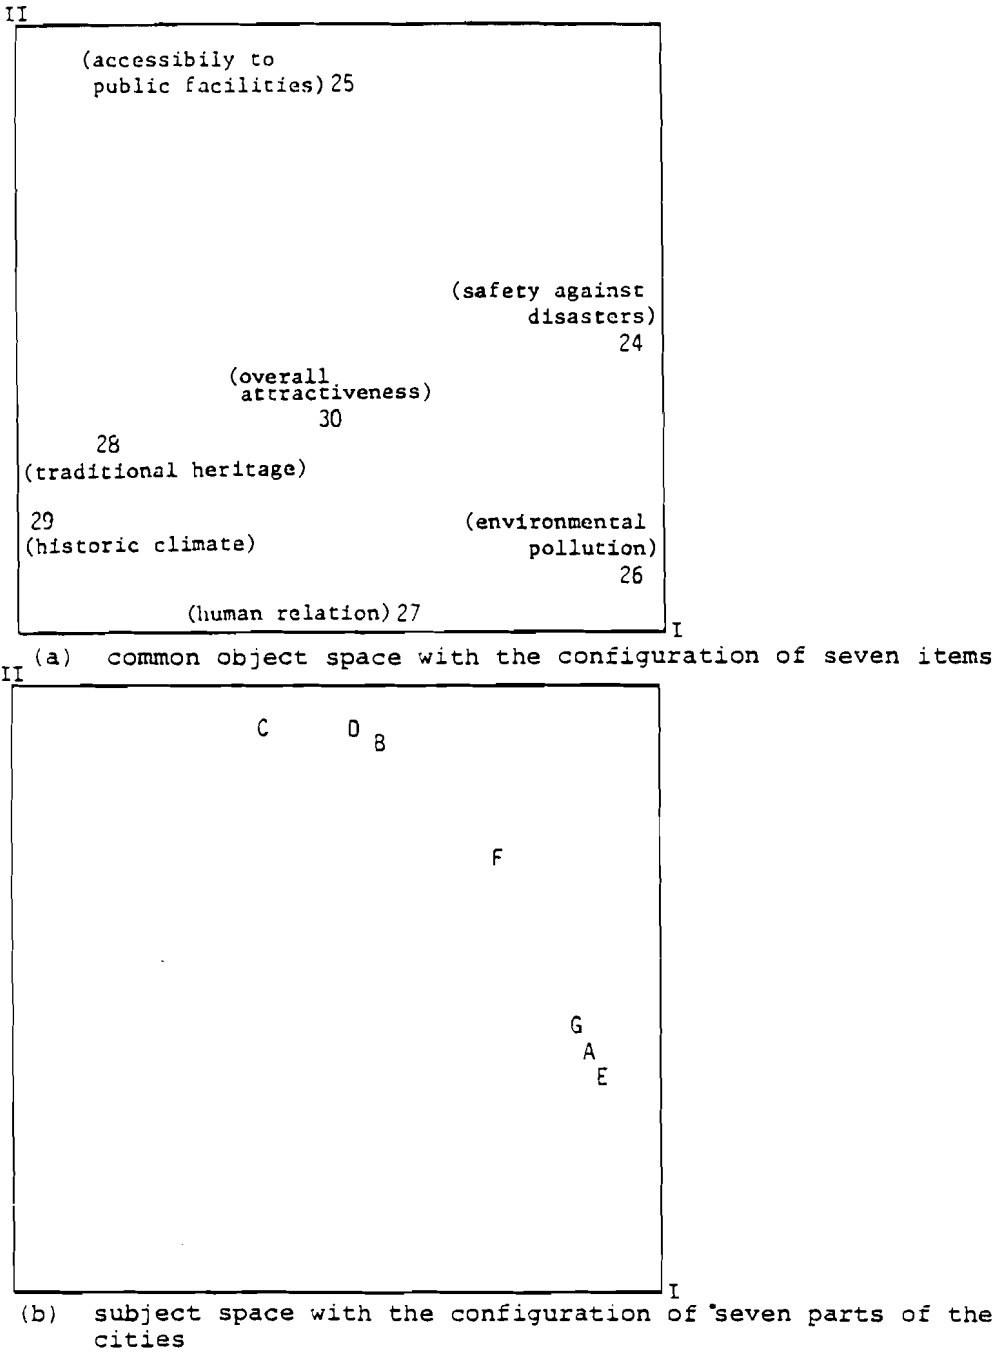 II
(accessibily to
public facilities) 25
(safety against
disasters)
24
(overall
attractiveness)
30
28
(traditional heritage)
29
(historic climate)
(environmental
pollution)
26
(human relation) 27
I
(a) common object space with the configuration of seven items
II
C D B
F
G
A
E
I
(b) subject space with the configuration of seven parts of the
cities